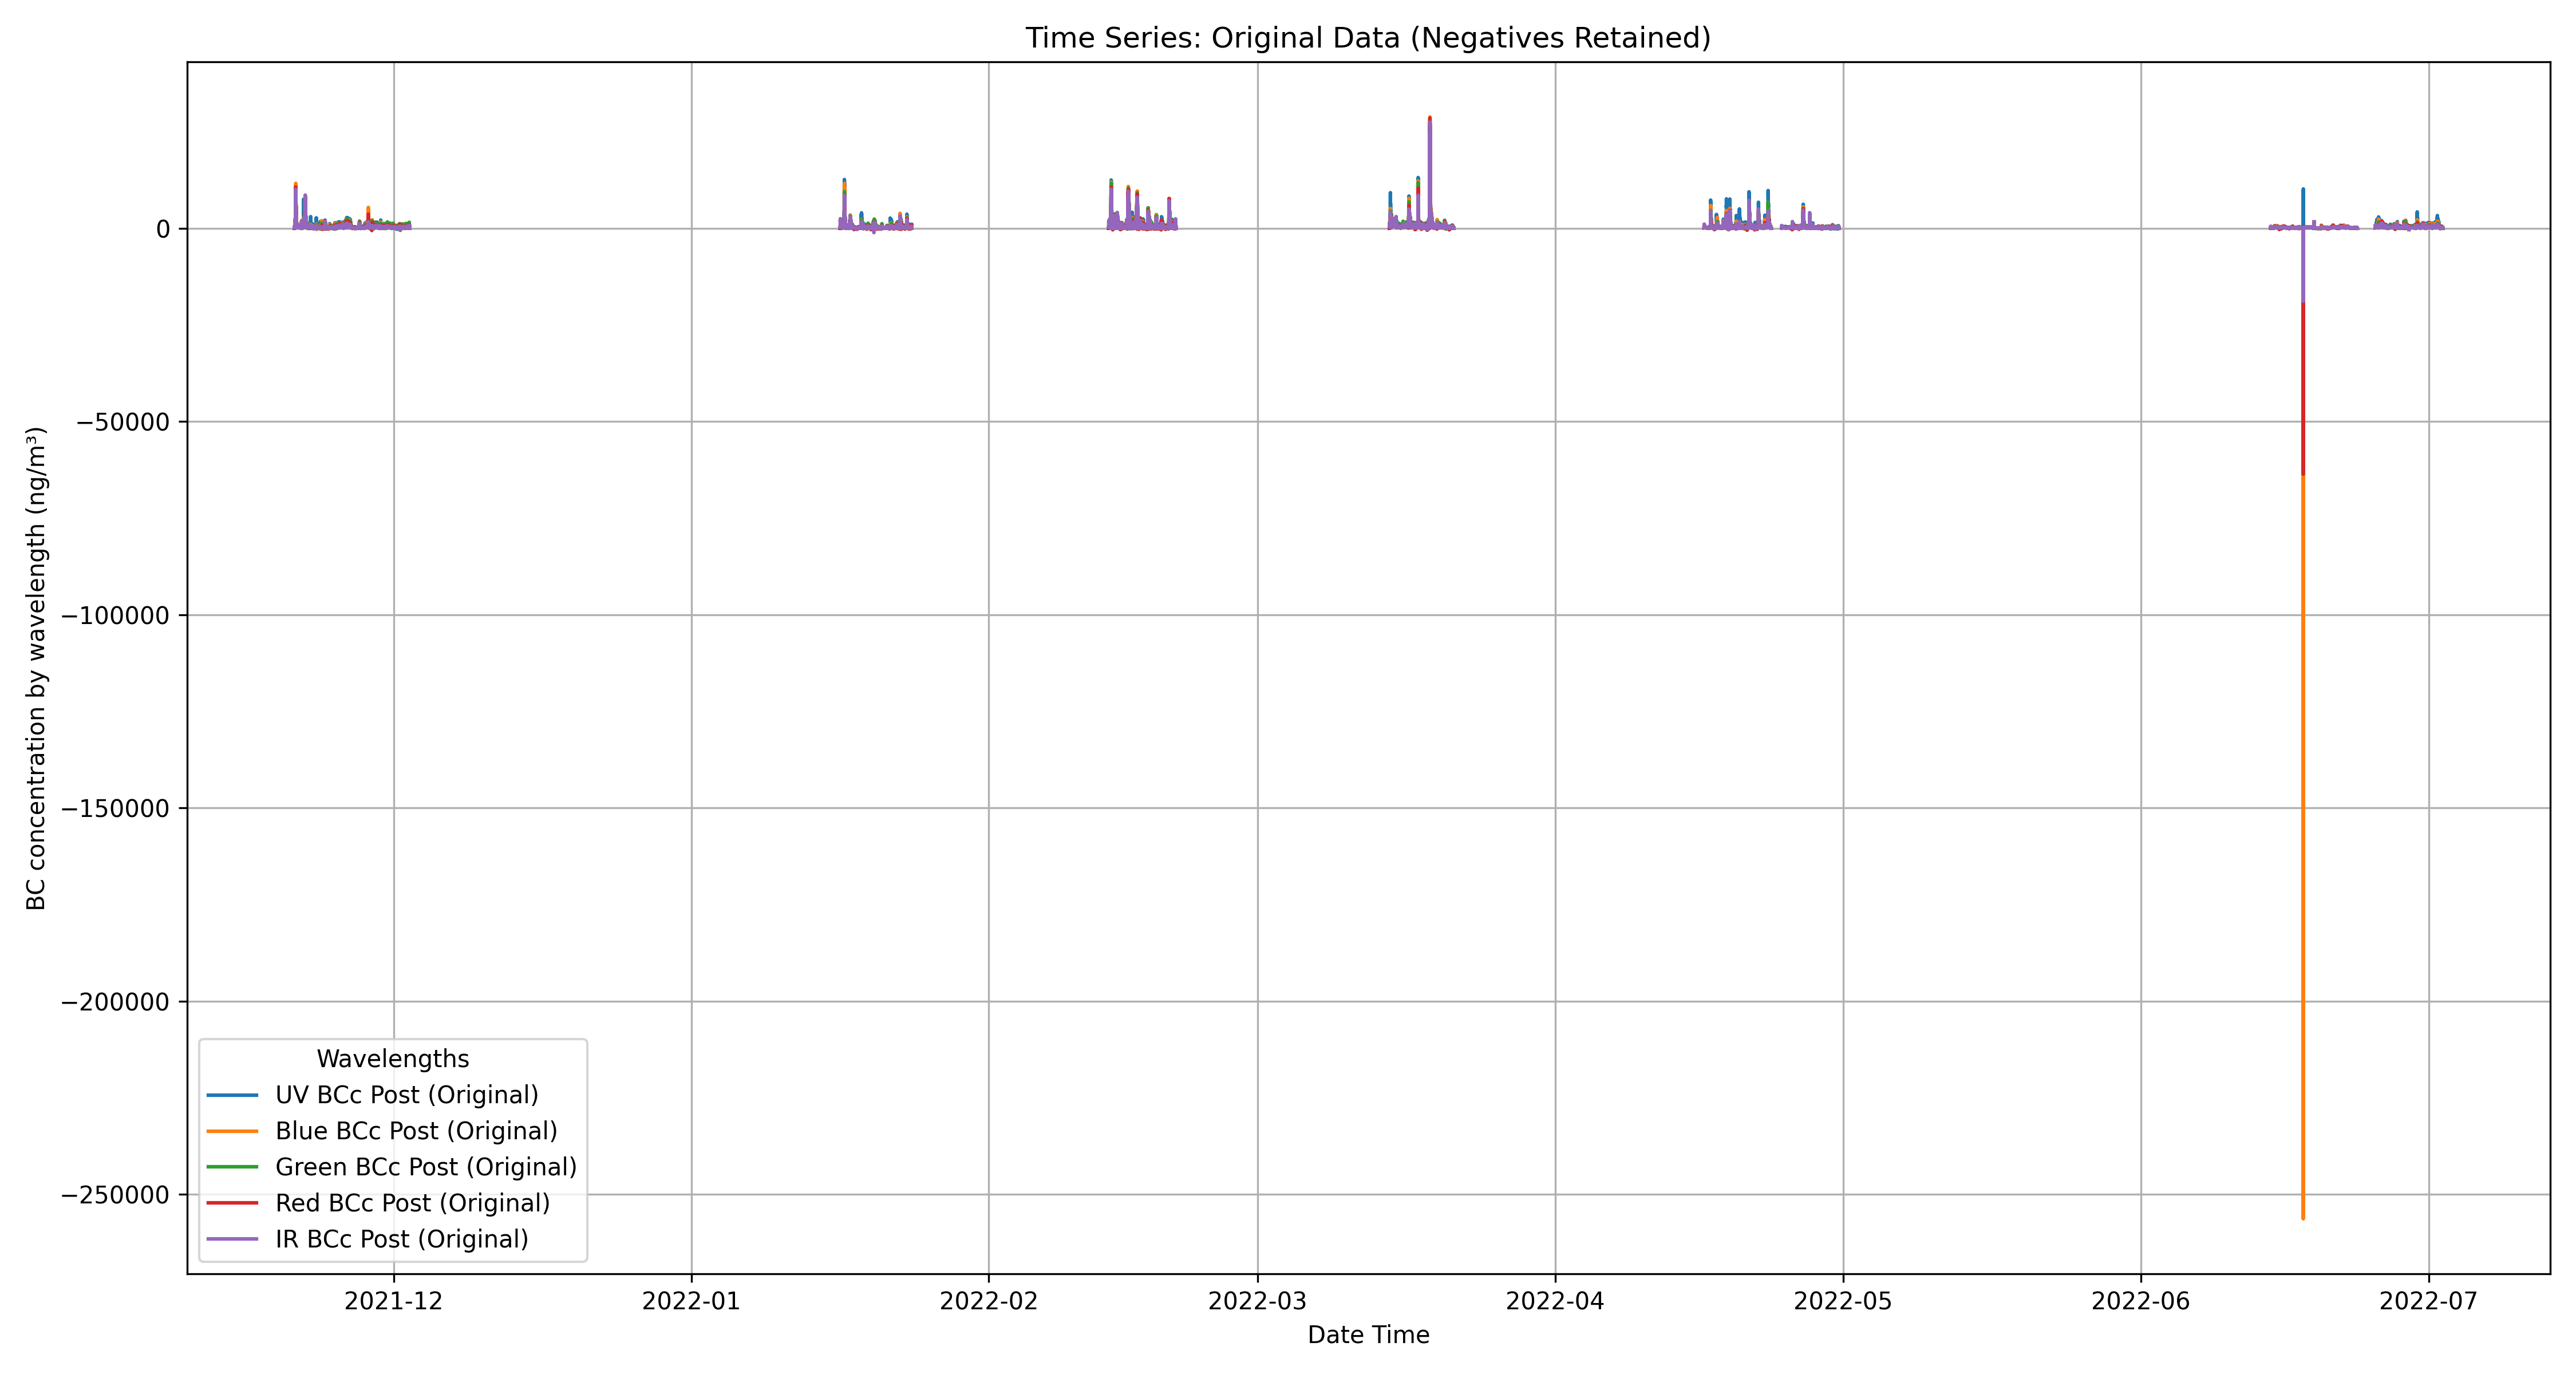 Time Series: Original Data (Negatives Retained)
BC concentration by wavelength (ng/m³)
0
−50000
−100000
−150000
−200000
−250000
Wavelengths
UV BCc Post (Original)
Blue BCc Post (Original)
Green BCc Post (Original)
Red BCc Post (Original)
IR BCc Post (Original)
2021-12 2022-01 2022-02 2022-03 2022-04 2022-05 2022-06 2022-07
Date Time